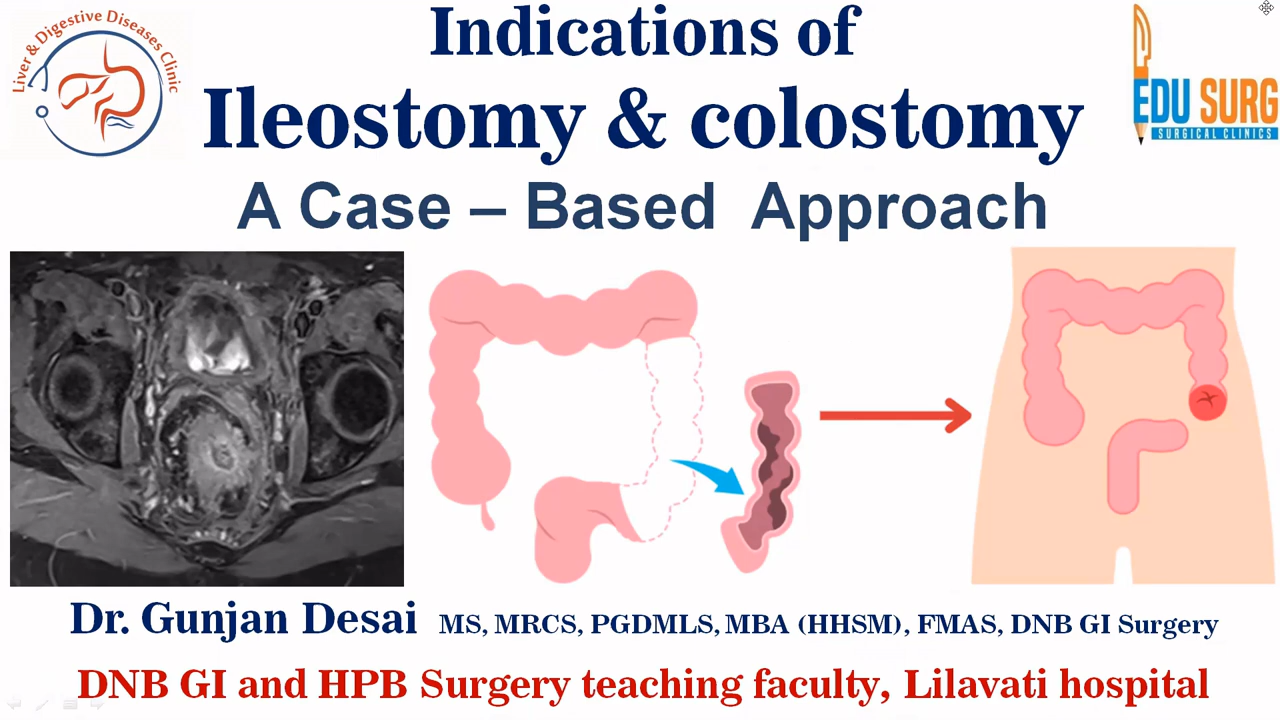 Liver & Digestive Diseases Clinic
Indications of
Ileostomy & colostomy
A Case – Based Approach
EDU SURG
SURGICAL CLINICS
Dr. Gunjan Desai MS, MRCS, PGDMLS, MBA (HHSM), FMAS, DNB GI Surgery
DNB GI and HPB Surgery teaching faculty, Lilavati hospital